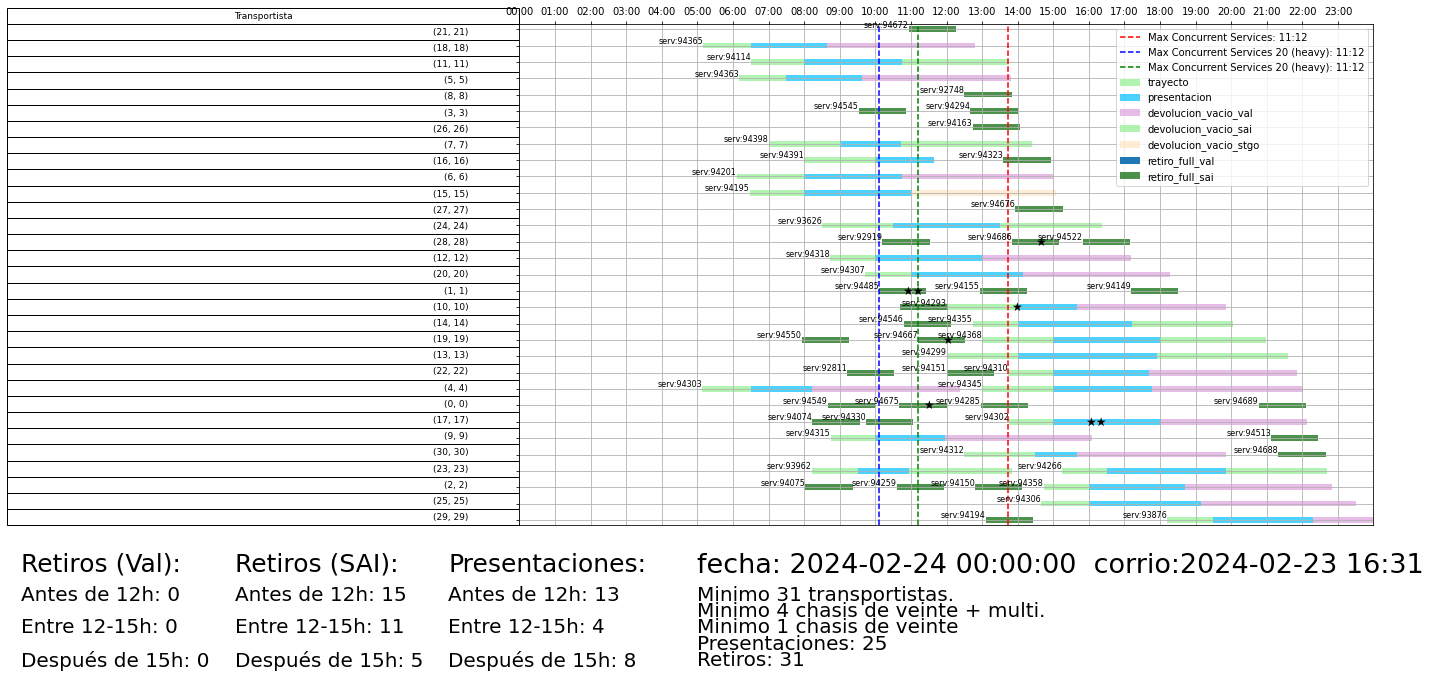 Transportista
00:00 01:00 02:00 03:00 04:00 05:00 06:00 07:00 08:00 09:00 10:00 11:00 12:00 13:00 14:00 15:00 16:00 17:00 18:00 19:00 20:00 21:00 22:00 23:00
(21, 21) serv:94672
(18, 18) serv:94365
(11, 11) serv:94114
(5, 5) serv:94363
(8, 8) serv:92748
(3, 3) serv:94545 serv:94294
(26, 26) serv:94163
(7, 7) serv:94398
(16, 16) serv:94391 serv:94323
(6, 6) serv:94201
(15, 15) serv:94195
(27, 27) serv:94676
(24, 24) serv:93626
(28, 28) serv:92919 serv:94686 serv:94522
(12, 12) serv:94318
(20, 20) serv:94307
(1, 1) serv:94485 serv:94155 serv:94149
(10, 10) serv:94293
(14, 14) serv:94546 serv:94355
(19, 19) serv:94550 serv:94667 serv:94368
(13, 13) serv:94299
(22, 22) serv:92811 serv:94151 serv:94310
(4, 4) serv:94303 serv:94345
(0, 0) serv:94549 serv:94675 serv:94285 serv:94689
(17, 17) serv:94074 serv:94330 serv:94302
(9, 9) serv:94315 serv:94513
(30, 30) serv:94312 serv:94688
(23, 23) serv:93962 serv:94266
(2, 2) serv:94075 serv:94259 serv:94150 serv:94358
(25, 25) serv:94306
(29, 29) serv:94194 serv:93876
Max Concurrent Services: 11:12
Max Concurrent Services 20 (heavy): 11:12
Max Concurrent Services 20 (heavy): 11:12
trayecto
presentacion
devolucion_vacio_val
devolucion_vacio_sai
devolucion_vacio_stgo
retiro_full_val
retiro_full_sai
Retiros (Val):
Antes de 12h: 0
Entre 12-15h: 0
Después de 15h: 0
Retiros (SAI):
Antes de 12h: 15
Entre 12-15h: 11
Después de 15h: 5
Presentaciones:
Antes de 12h: 13
Entre 12-15h: 4
Después de 15h: 8
fecha: 2024-02-24 00:00:00 corrio:2024-02-23 16:31
Minimo 31 transportistas.
Minimo 4 chasis de veinte + multi.
Minimo 1 chasis de veinte
Presentaciones: 25
Retiros: 31